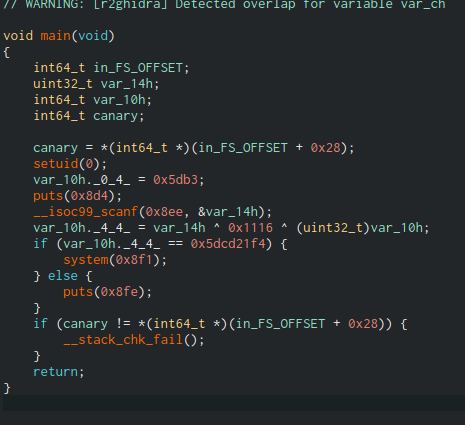 // WARNING: [r2ghidra] Detected overlap for variable var_ch
void main(void)
{
    int64_t in_FS_OFFSET;
    uint32_t var_14h;
    int64_t var_10h;
    int64_t canary;

    canary = *(int64_t *)(in_FS_OFFSET + 0x28);
    setuid(0);
    var_10h._0_4_ = 0x5db3;
    puts(0x8d4);
    __isoc99_scanf(0x8ee, &var_14h);
    var_10h._4_4_ = var_14h ^ 0x1116 ^ (uint32_t)var_10h;
    if (var_10h._4_4_ == 0x5dcd21f4) {
        system(0x8f1);
    } else {
        puts(0x8fe);
    }
    if (canary != *(int64_t *)(in_FS_OFFSET + 0x28)) {
        __stack_chk_fail();
    }
    return;
}